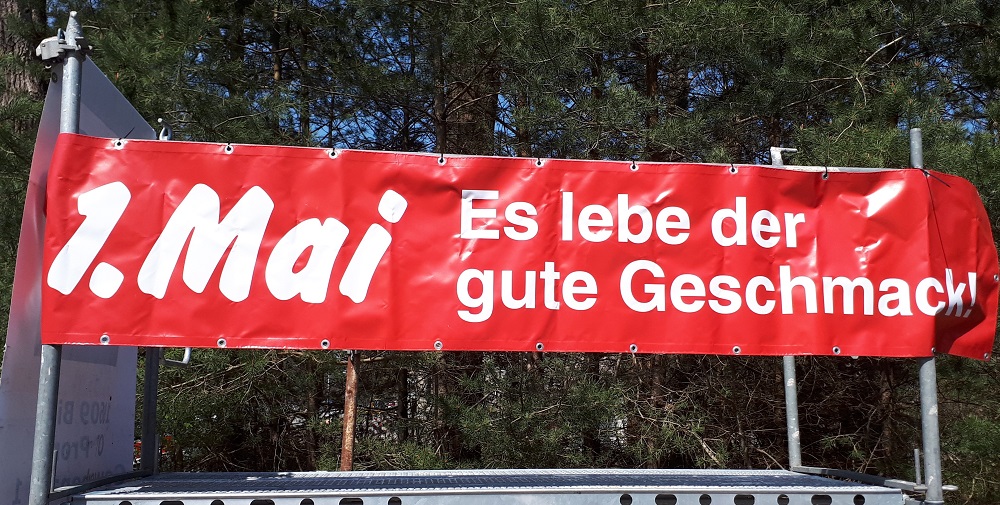 1. Mai
Es lebe der
gute Geschmack!